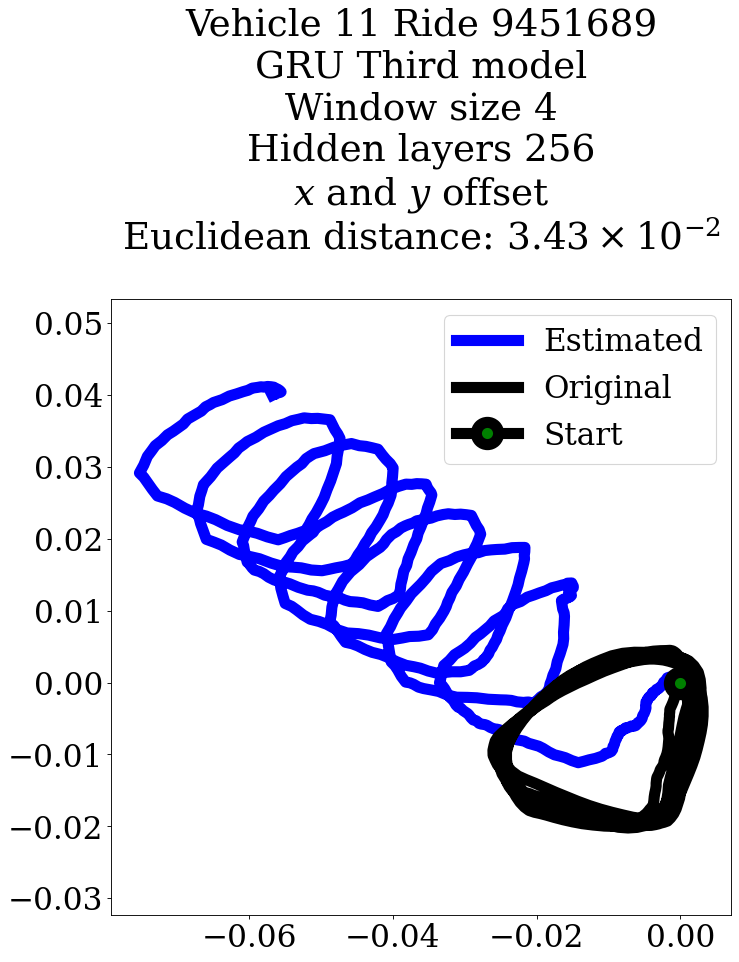 Vehicle 11 Ride 9451689
GRU Third model
Window size 4
Hidden layers 256
x and y offset
Euclidean distance: 3.43 × 10⁻²
Estimated
Original
Start
0.05
0.04
0.03
0.02
0.01
0.00
−0.01
−0.02
−0.03
−0.06 −0.04 −0.02 0.00